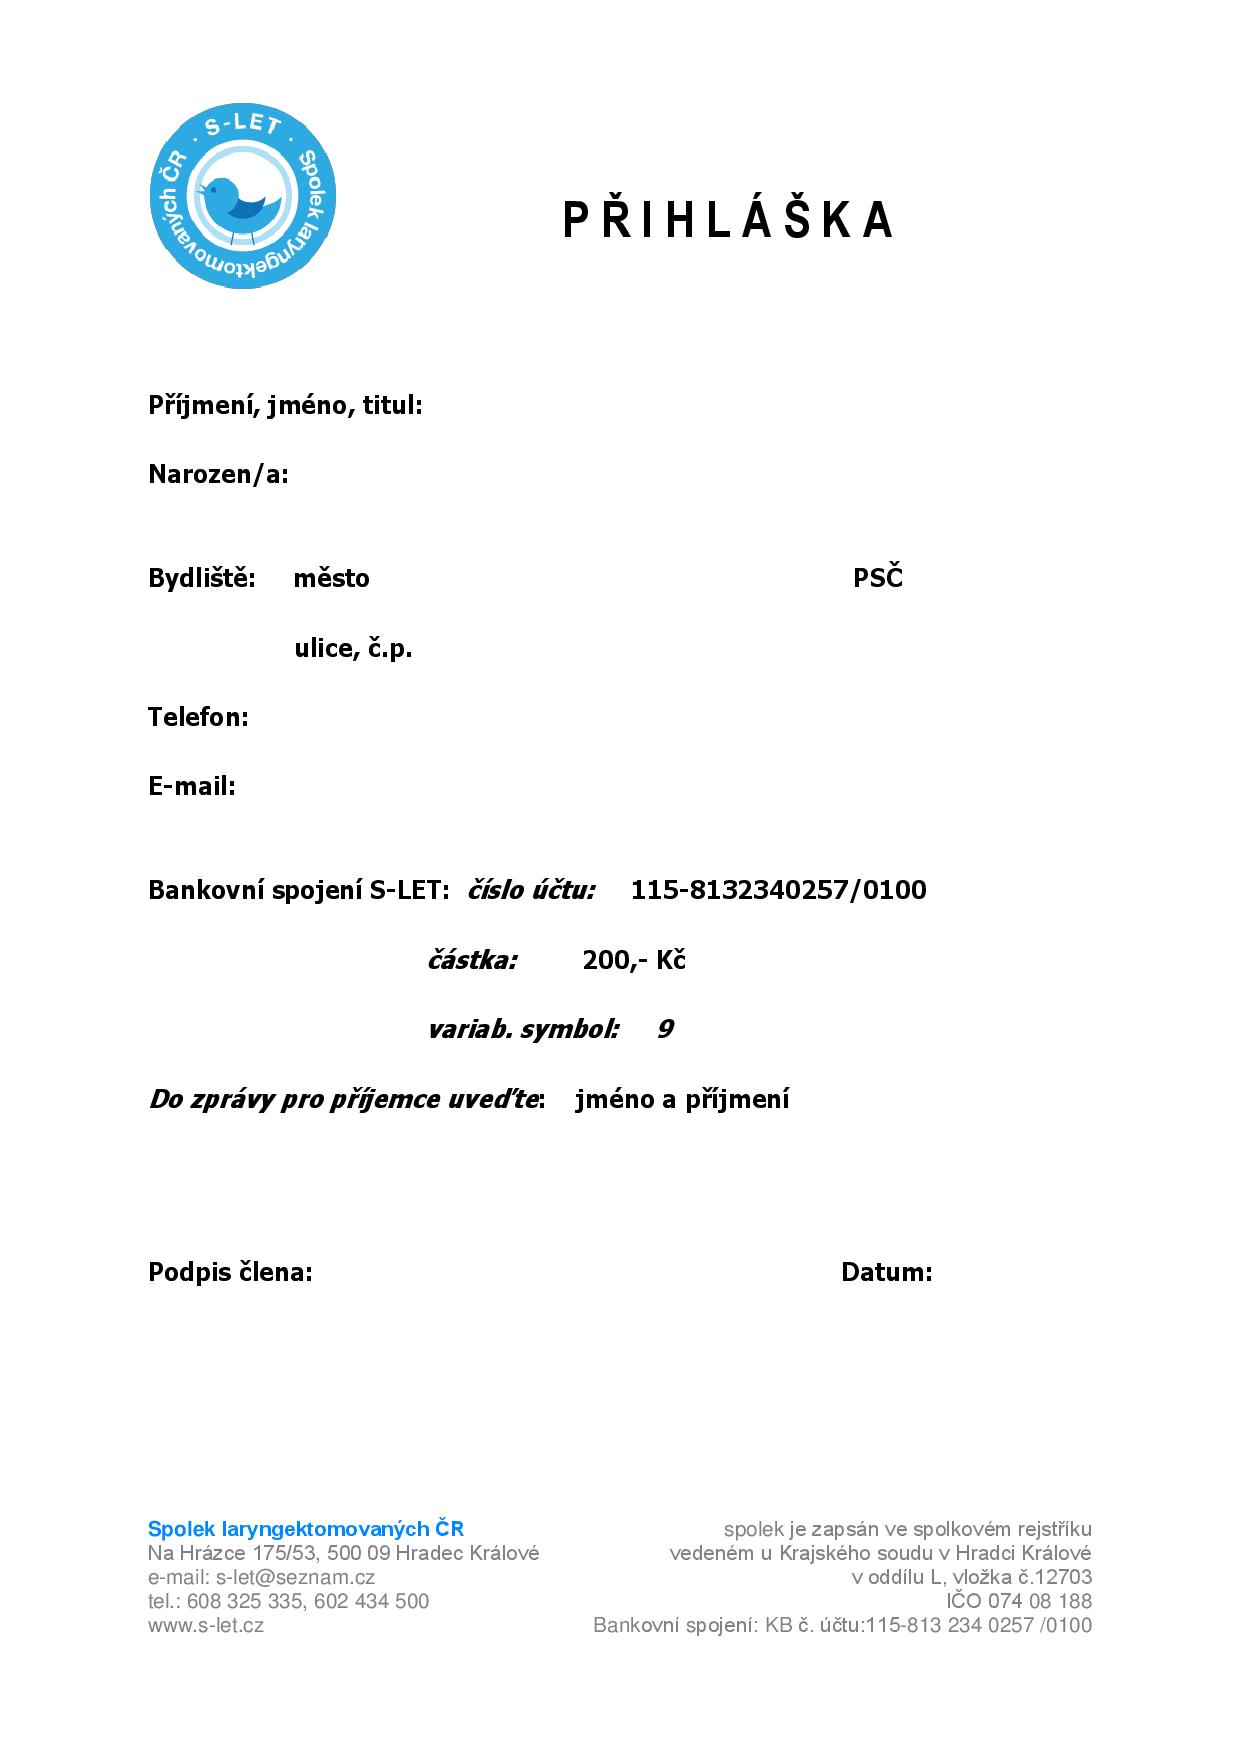 · S-LET · Spolek laryngektomovaných ČR
PŘIHLÁŠKA
Příjmení, jméno, titul:
Narozen/a:
Bydliště: město PSČ
ulice, č.p.
Telefon:
E-mail:
Bankovní spojení S-LET: číslo účtu: 115-8132340257/0100
částka: 200,- Kč
variab. symbol: 9
Do zprávy pro příjemce uveďte: jméno a příjmení
Podpis člena: Datum:
Spolek laryngektomovaných ČR
Na Hrázce 175/53, 500 09 Hradec Králové
e-mail: s-let@seznam.cz
tel.: 608 325 335, 602 434 500
www.s-let.cz
spolek je zapsán ve spolkovém rejstříku
vedeném u Krajského soudu v Hradci Králové
v oddílu L, vložka č.12703
IČO 074 08 188
Bankovní spojení: KB č. účtu:115-813 234 0257 /0100